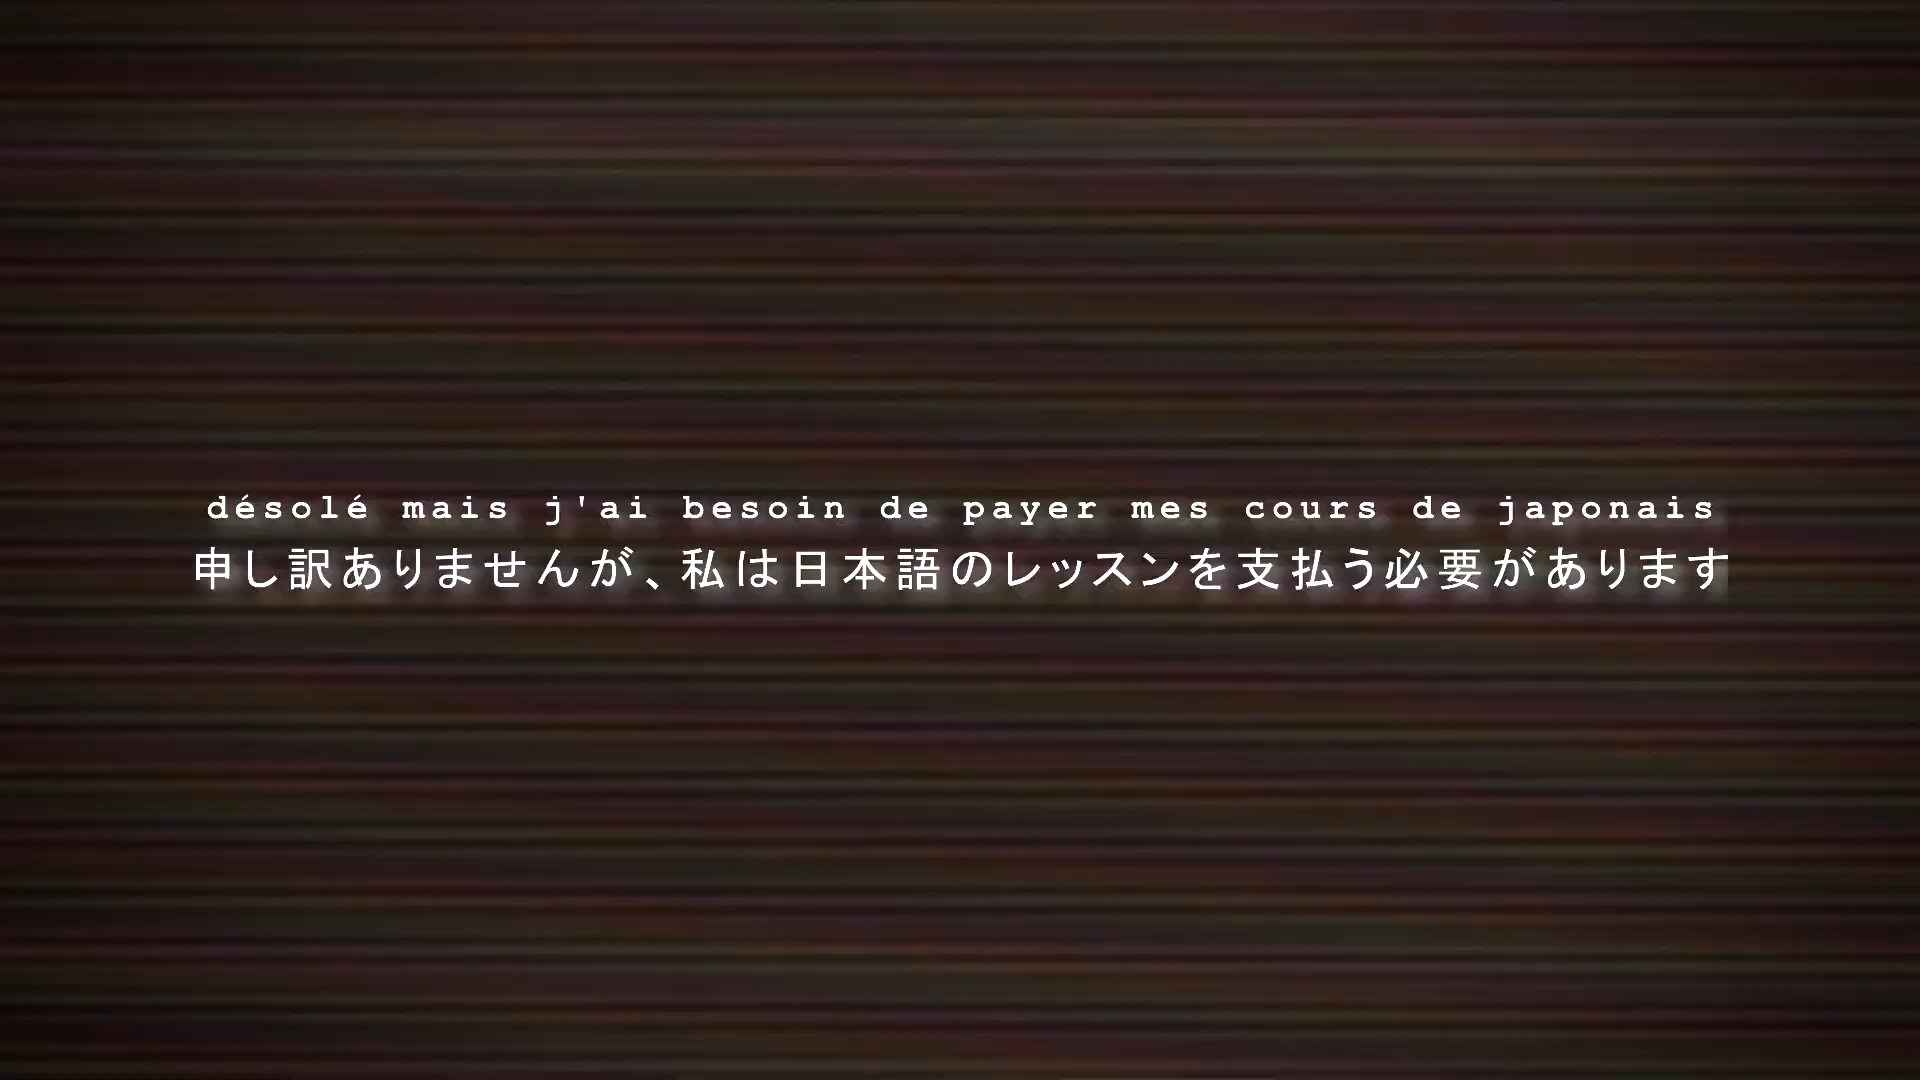 désolé mais j'ai besoin de payer mes cours de japonais
申し訳ありませんが、私は日本語のレッスンを支払う必要があります